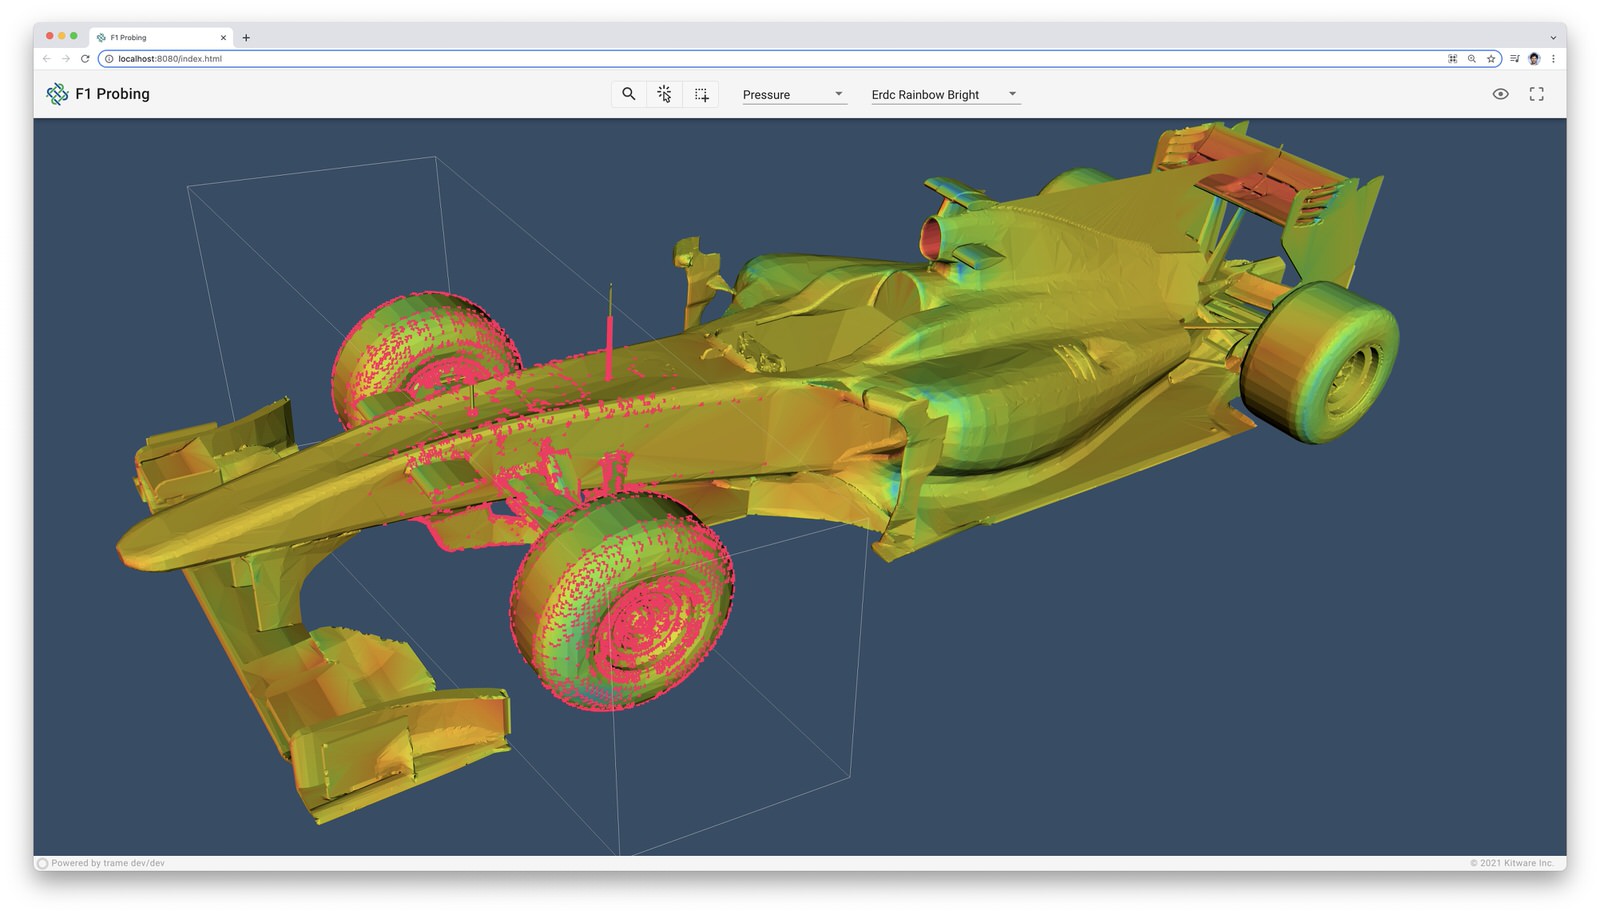 F1 Probing
localhost:8080/index.html
F1 Probing
Pressure
Erdc Rainbow Bright
Powered by trame dev/dev
© 2021 Kitware Inc.